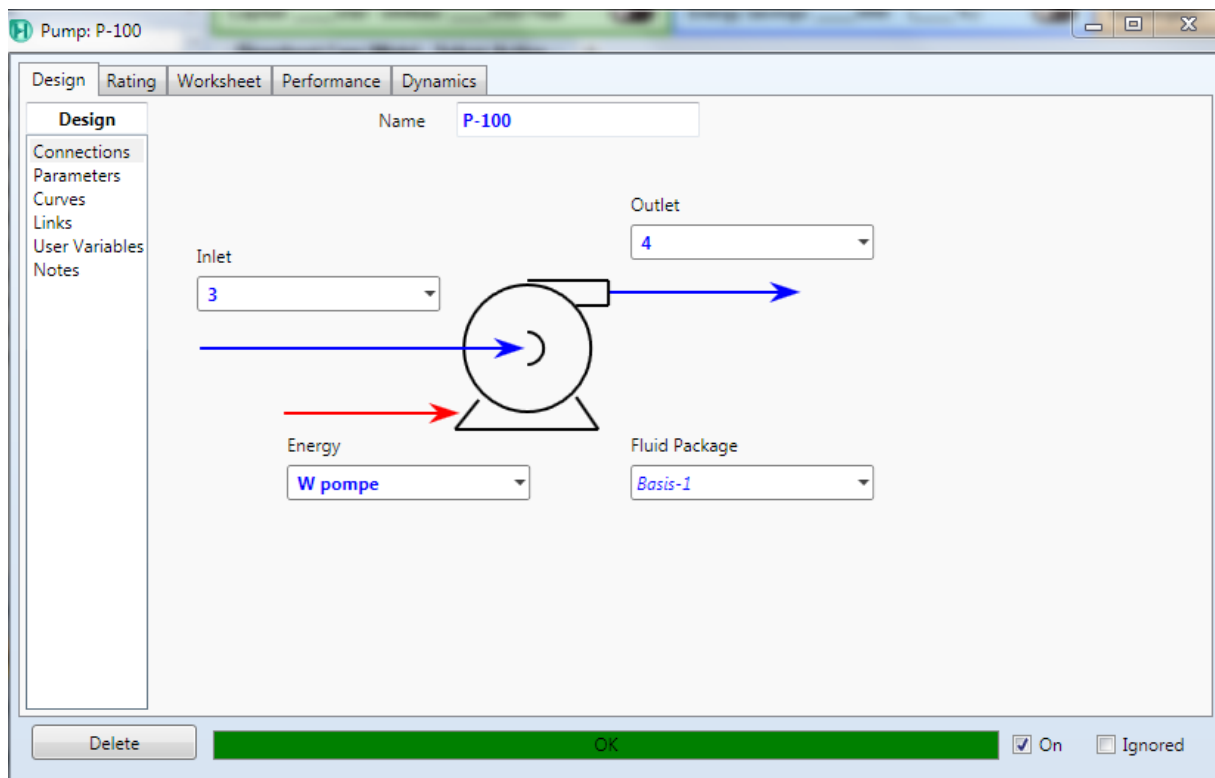 Pump: P-100
Design Rating Worksheet Performance Dynamics
Design
Connections
Parameters
Curves
Links
User Variables
Notes
Name P-100
Outlet
4
Inlet
3
Energy
W pompe
Fluid Package
Basis-1
Delete
OK
On
Ignored